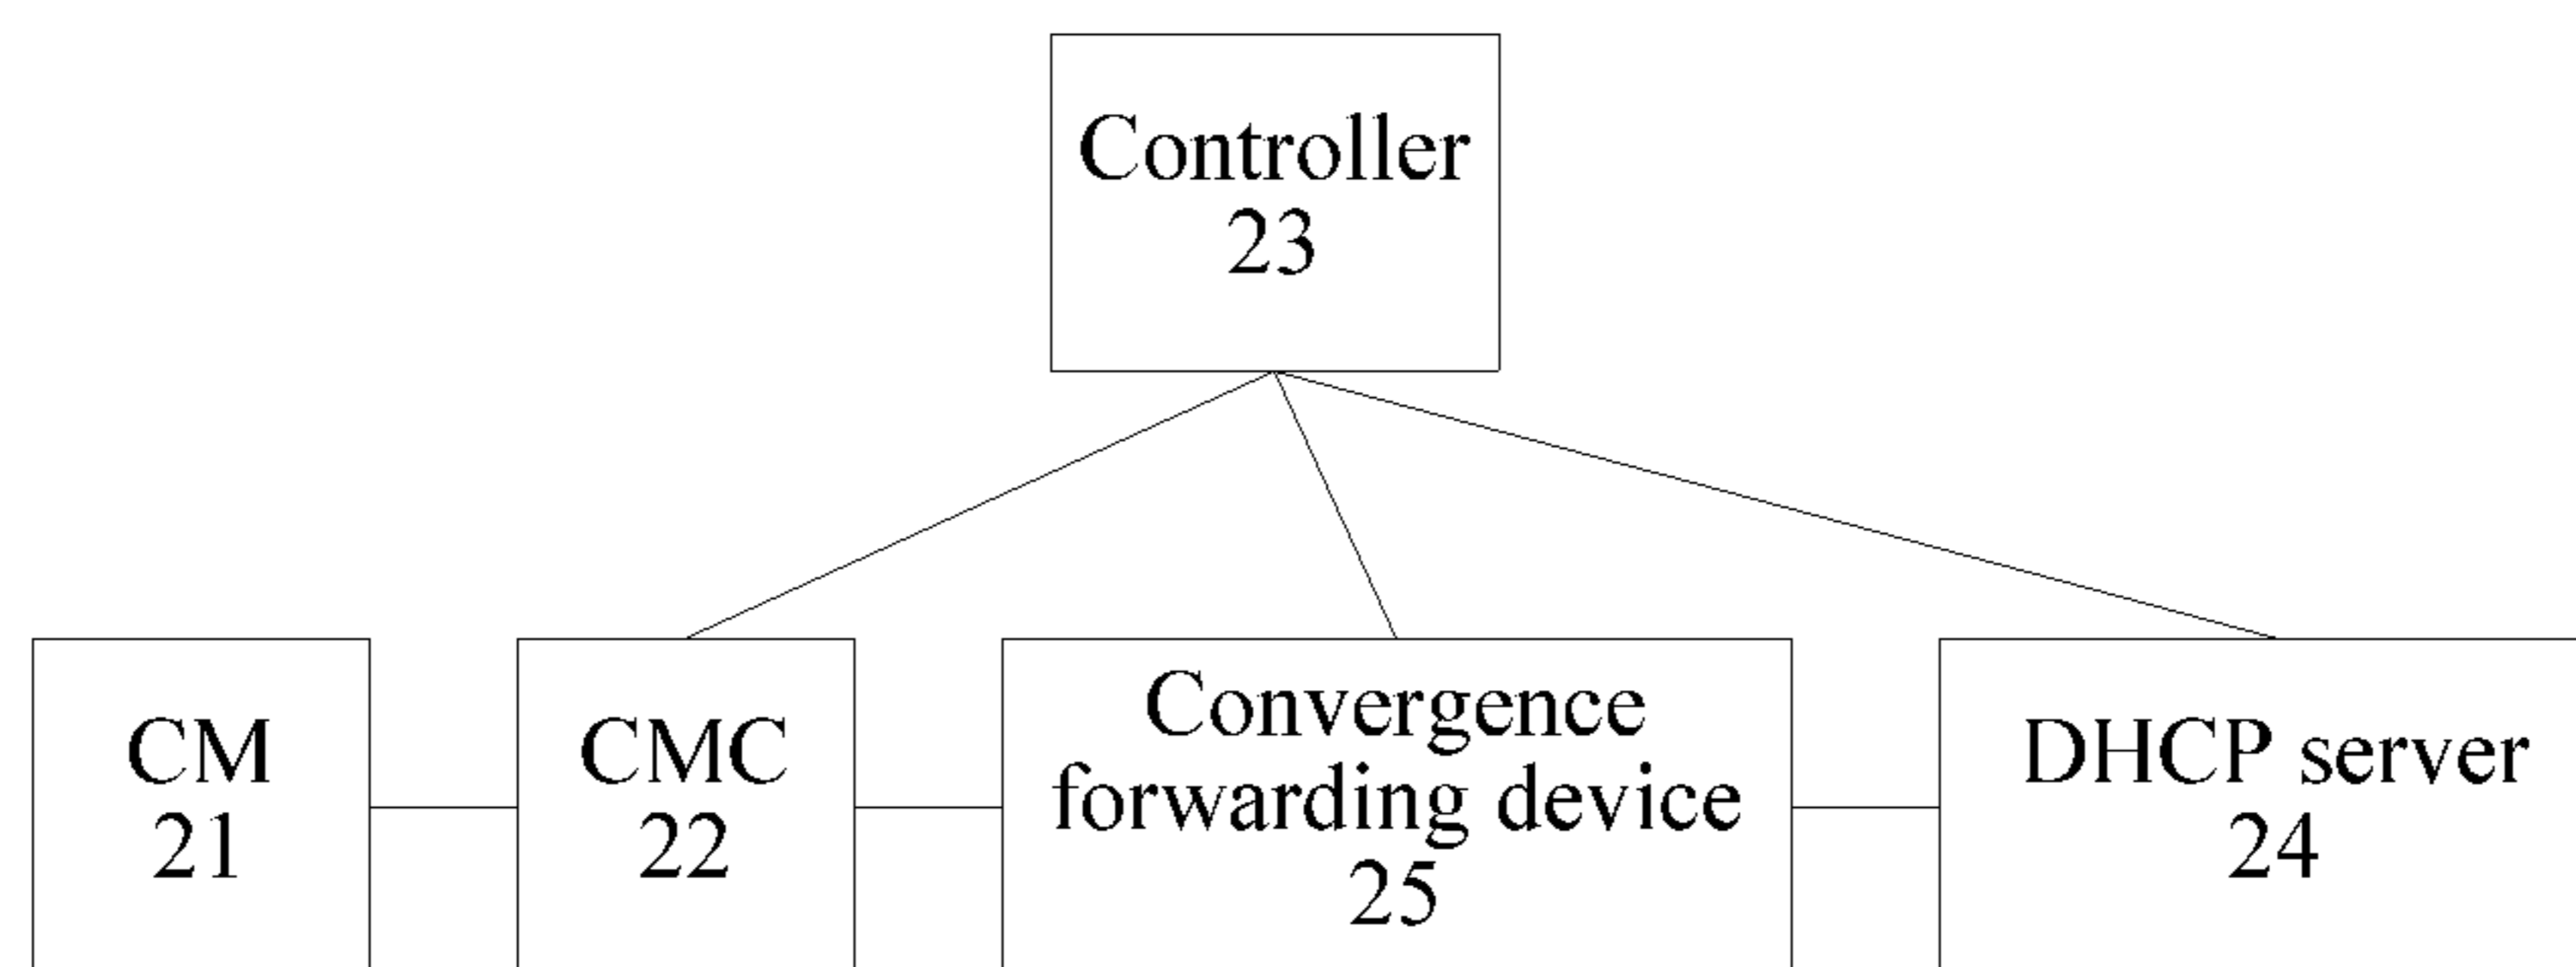 Controller
23
CM
21
CMC
22
Convergence
forwarding device
25
DHCP server
24